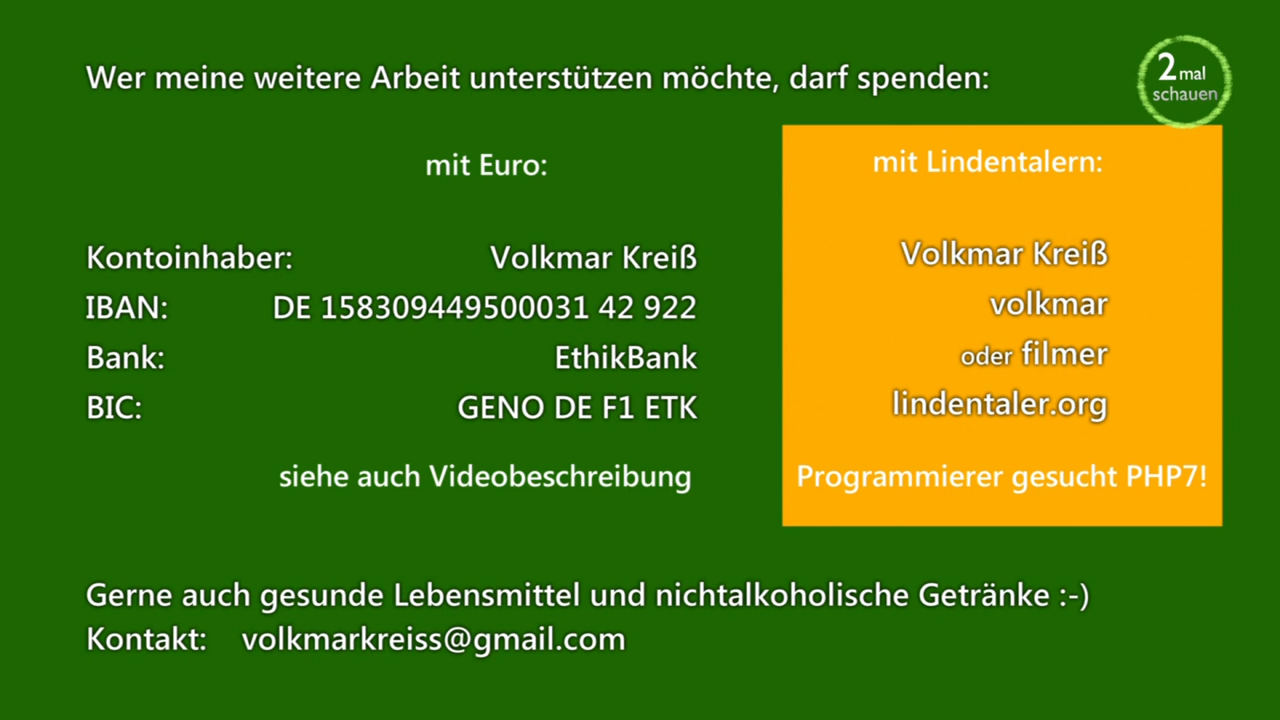 Wer meine weitere Arbeit unterstützen möchte, darf spenden:
2 mal
schauen
mit Euro:
Kontoinhaber: Volkmar Kreiß
IBAN: DE 158309449500031 42 922
Bank: EthikBank
BIC: GENO DE F1 ETK
siehe auch Videobeschreibung
mit Lindentalern:
Volkmar Kreiß
volkmar
oder filmer
lindentaler.org
Programmierer gesucht PHP7!
Gerne auch gesunde Lebensmittel und nichtalkoholische Getränke :-)
Kontakt: volkmarkreiss@gmail.com